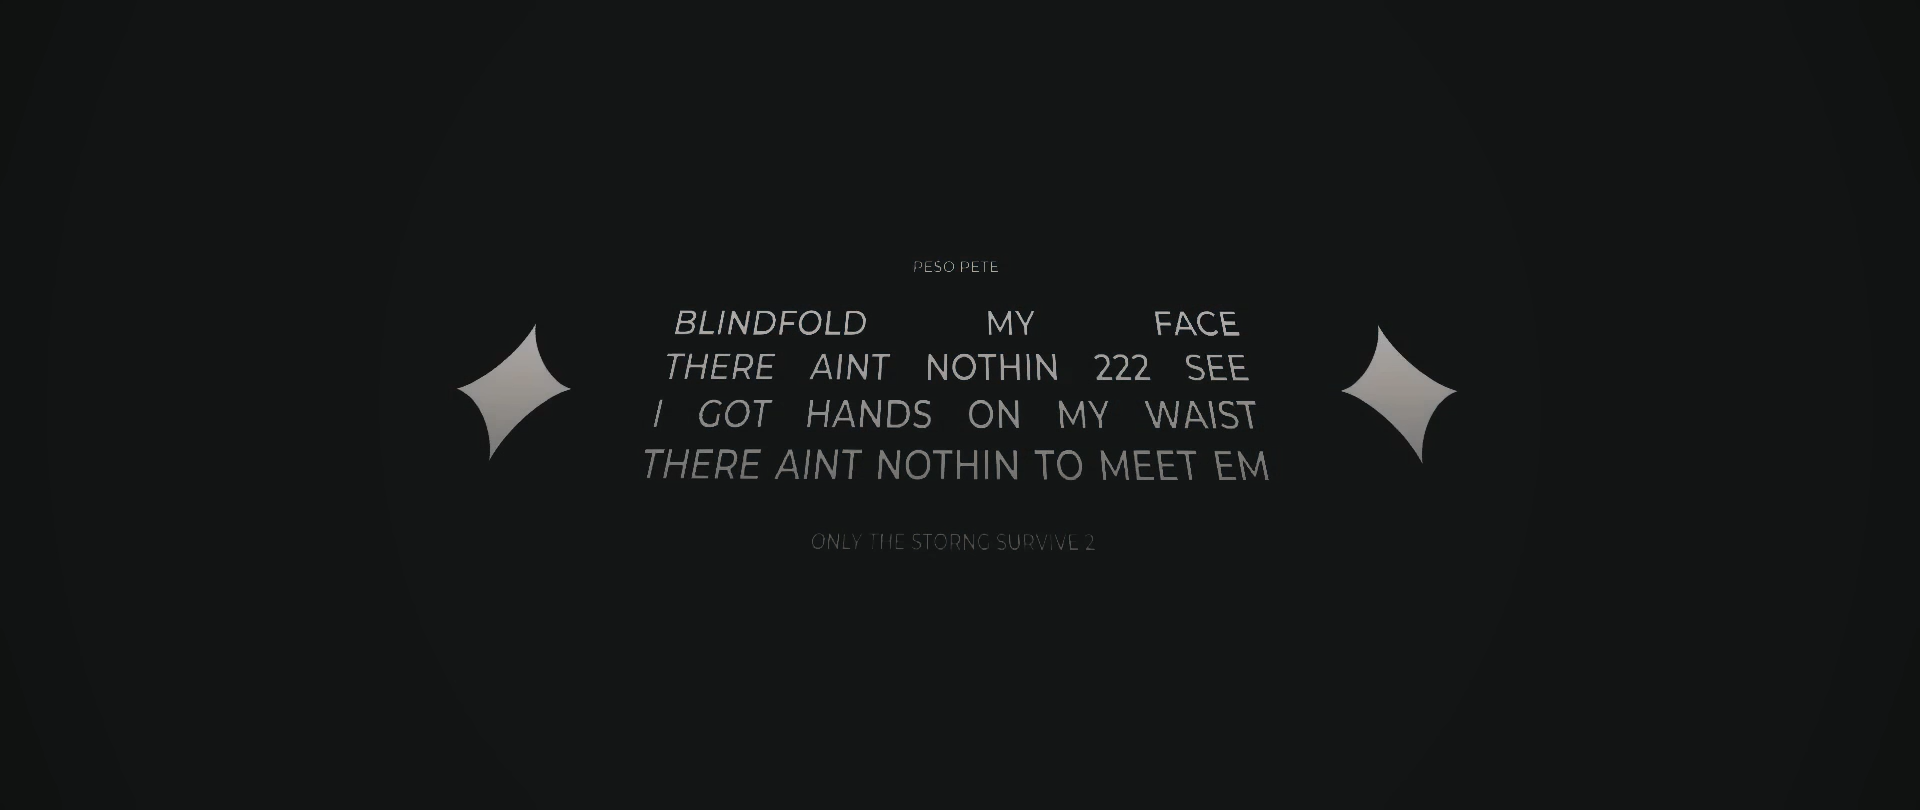 PESO PETE
BLINDFOLD MY FACE
THERE AINT NOTHIN 222 SEE
I GOT HANDS ON MY WAIST
THERE AINT NOTHIN TO MEET EM
ONLY THE STORNG SURVIVE 2